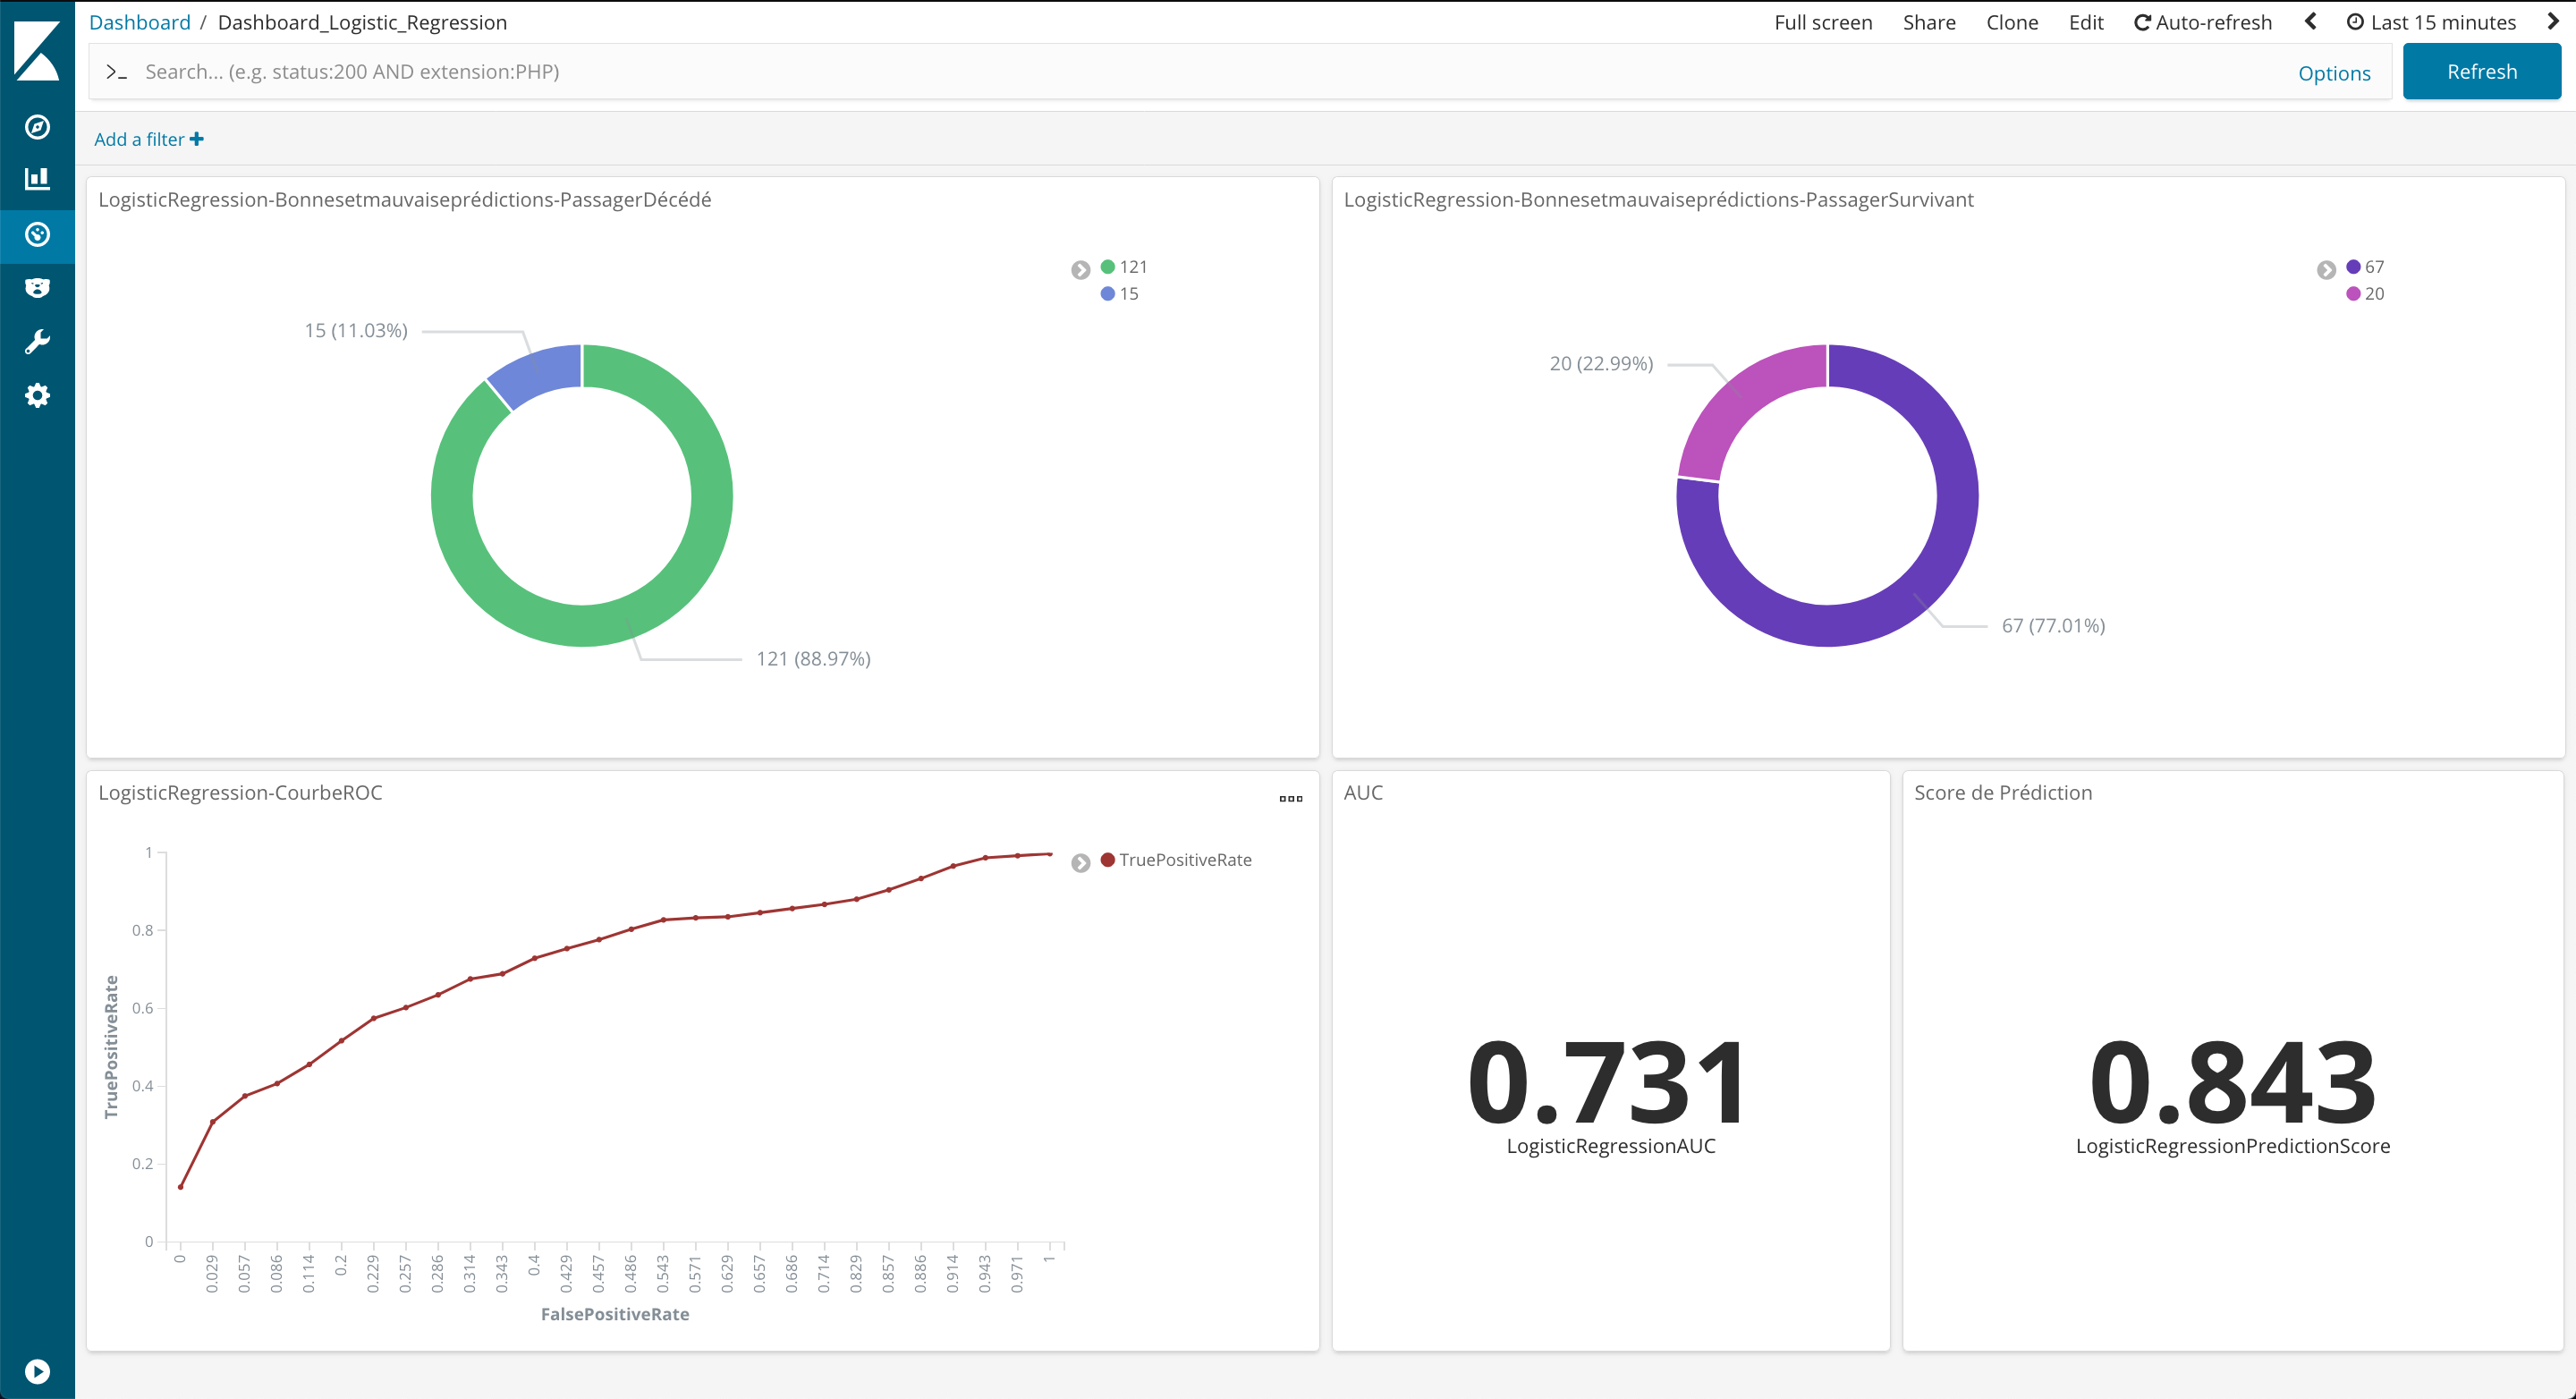 Dashboard / Dashboard_Logistic_Regression
Full screen Share Clone Edit Auto-refresh Last 15 minutes
>_ Search... (e.g. status:200 AND extension:PHP)
Options
Refresh
Add a filter +
LogisticRegression-Bonnesetmauvaiseprédictions-PassagerDécédé
121
15
15 (11.03%)
121 (88.97%)
LogisticRegression-Bonnesetmauvaiseprédictions-PassagerSurvivant
67
20
20 (22.99%)
67 (77.01%)
LogisticRegression-CourbeROC
TruePositiveRate
TruePositiveRate
1
0.8
0.6
0.4
0.2
0
0 0.029 0.057 0.086 0.114 0.2 0.229 0.257 0.286 0.314 0.343 0.4 0.429 0.457 0.486 0.543 0.571 0.629 0.657 0.686 0.714 0.829 0.857 0.886 0.914 0.943 0.971 1
FalsePositiveRate
AUC
0.731
LogisticRegressionAUC
Score de Prédiction
0.843
LogisticRegressionPredictionScore